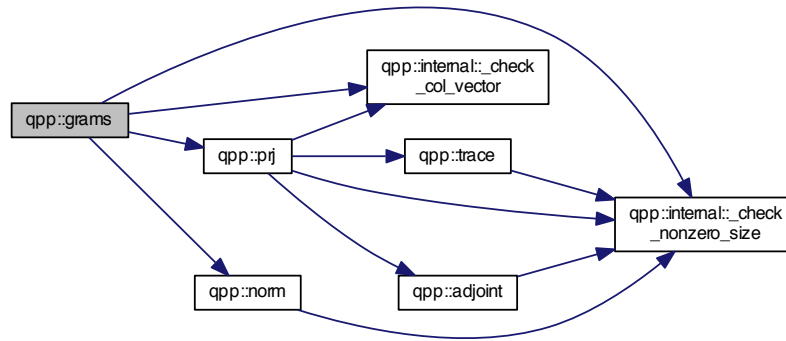 qpp::grams
qpp::internal::_check
_col_vector
qpp::prj
qpp::trace
qpp::internal::_check
_nonzero_size
qpp::norm
qpp::adjoint